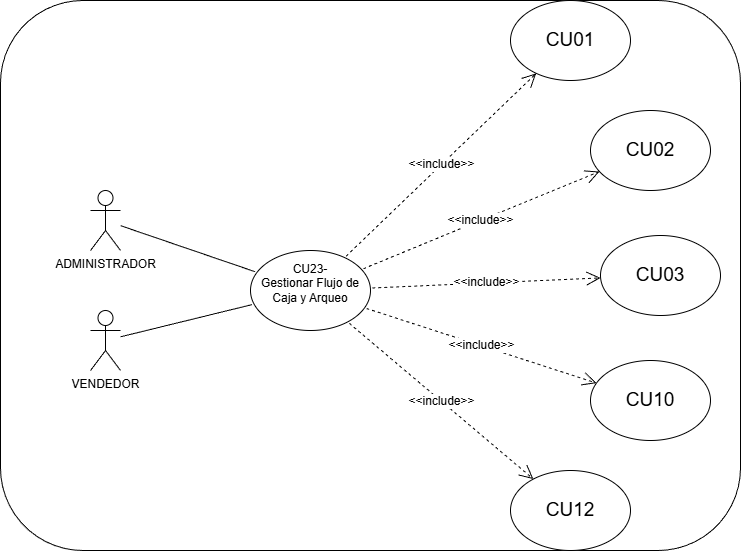 CU01
<<include>>
CU02
<<include>>
ADMINISTRADOR
CU23-
Gestionar Flujo de
Caja y Arqueo
<<include>>
CU03
<<include>>
VENDEDOR
CU10
<<include>>
CU12